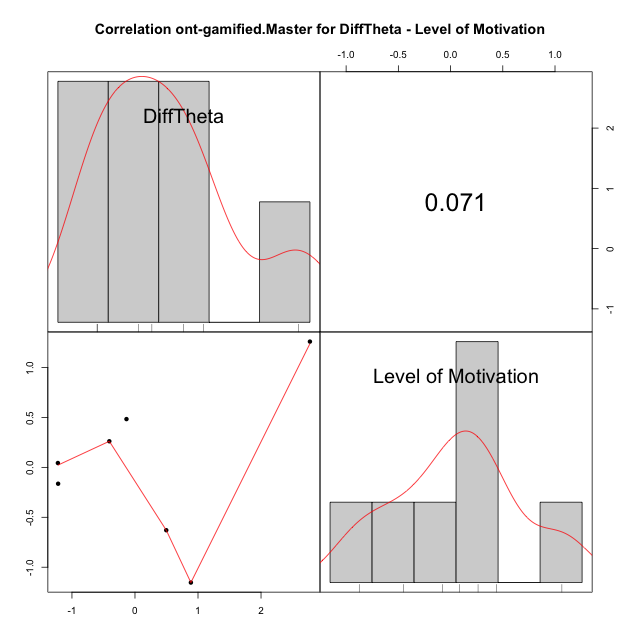 Correlation ont-gamified.Master for DiffTheta - Level of Motivation
-1.0 0.0 0.5 1.0
DiffTheta
0.071
2
1
0
-1
1.0
0.5
0.0
-0.5
-1.0
Level of Motivation
-1 0 1 2